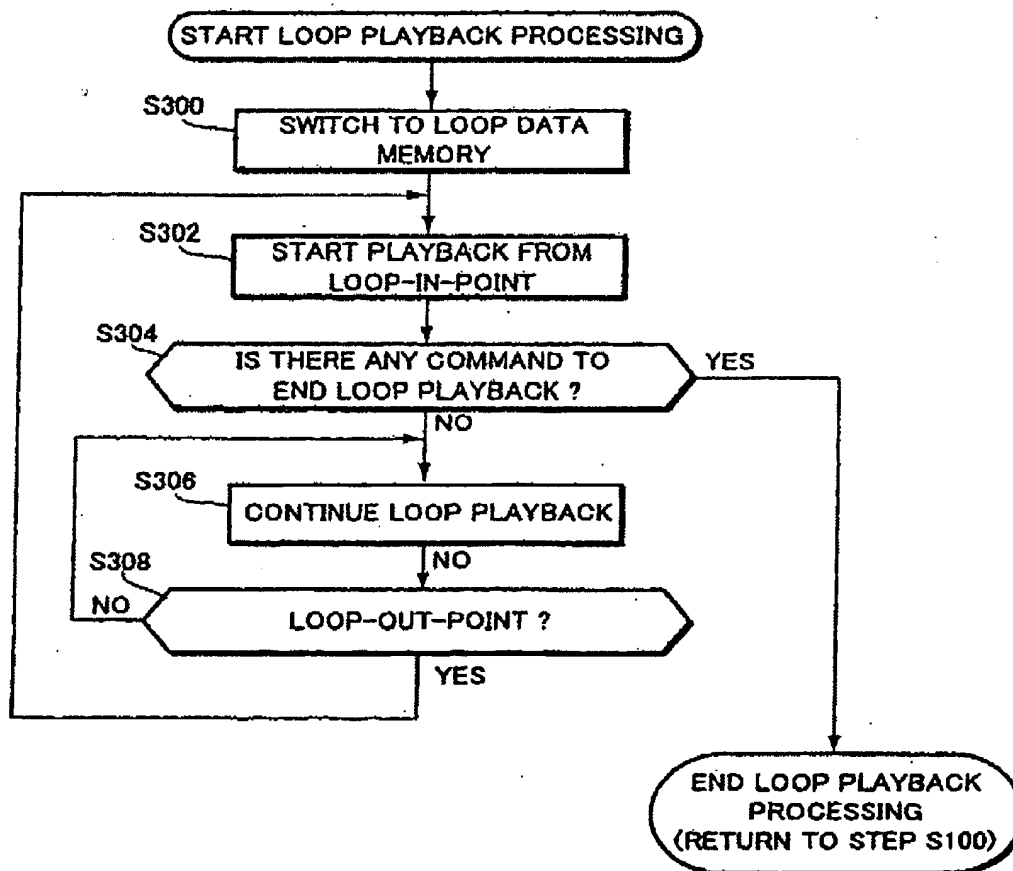 START LOOP PLAYBACK PROCESSING
S300
SWITCH TO LOOP DATA
MEMORY
S302
START PLAYBACK FROM
LOOP-IN-POINT
S304
IS THERE ANY COMMAND TO
END LOOP PLAYBACK ?
YES
NO
S306
CONTINUE LOOP PLAYBACK
NO
S308
NO
LOOP-OUT-POINT ?
YES
END LOOP PLAYBACK
PROCESSING
(RETURN TO STEP S100)